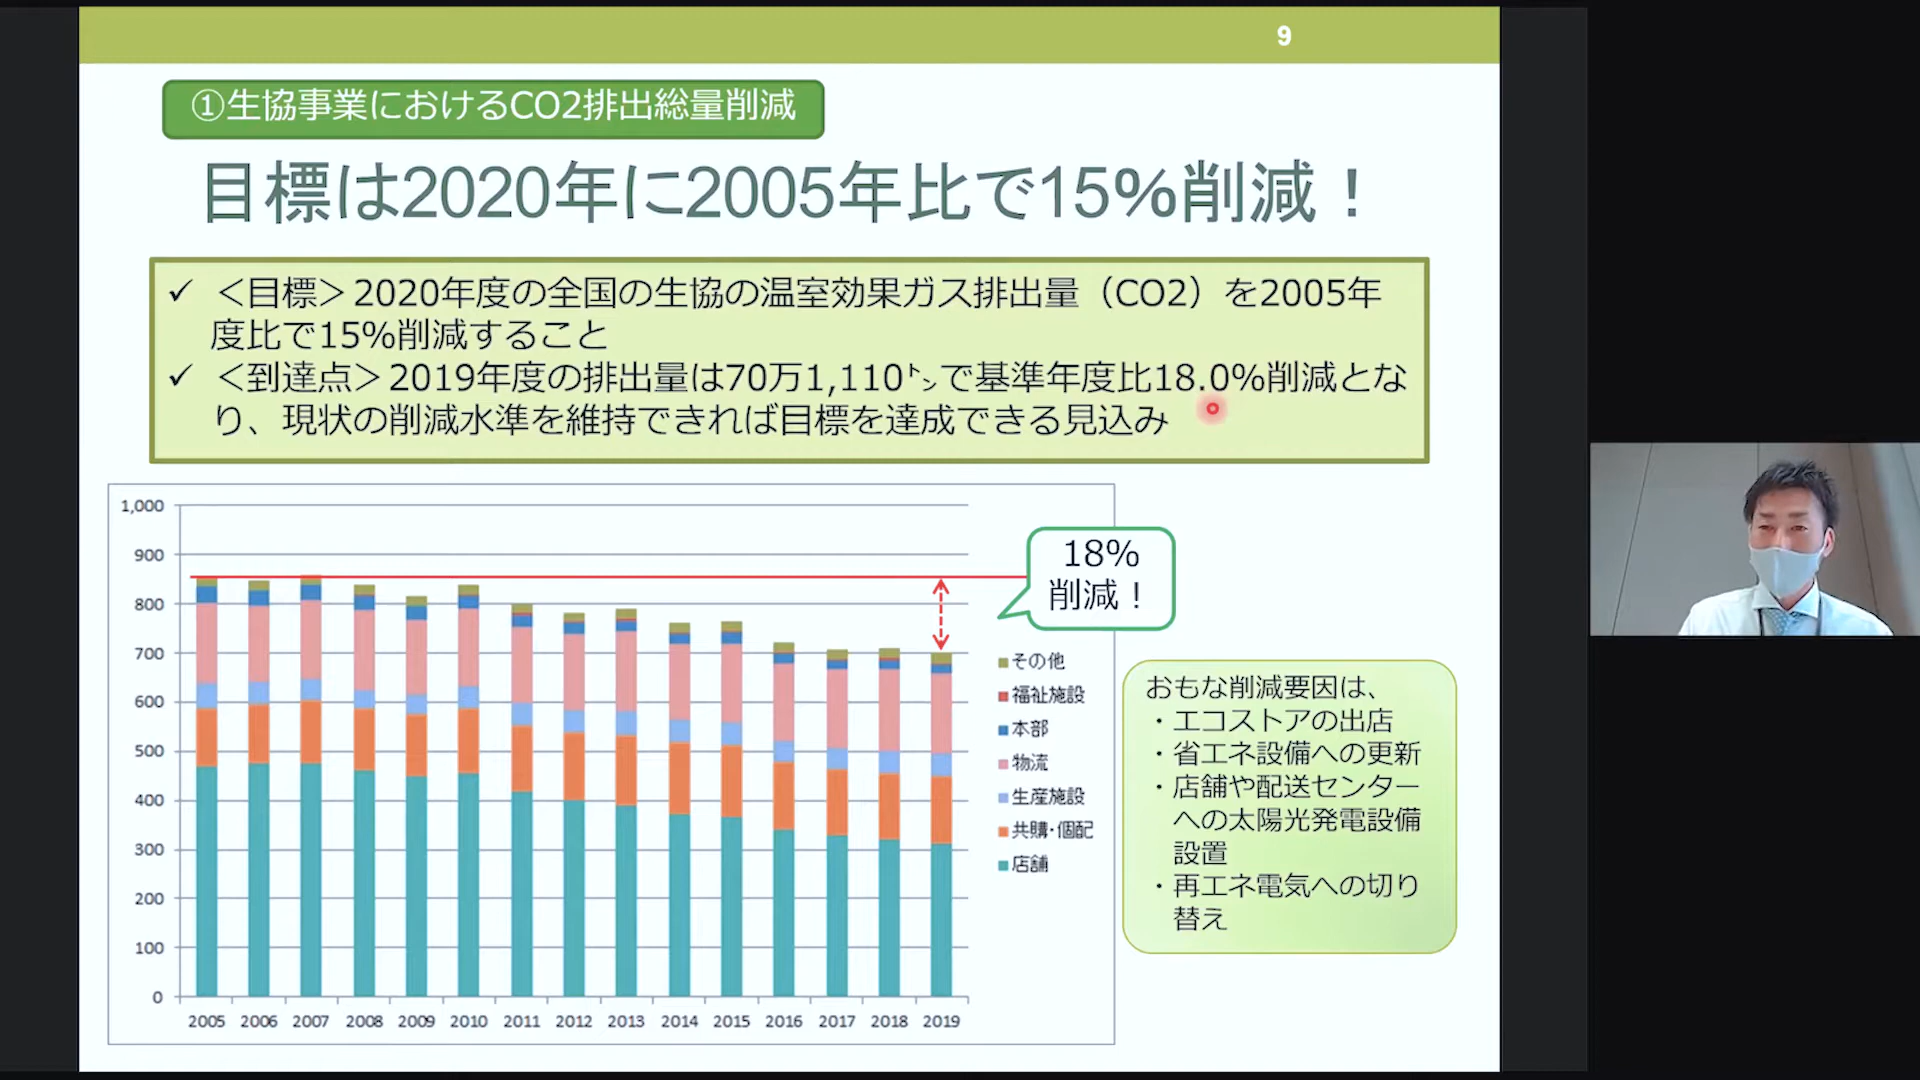 9
①生協事業におけるCO2排出総量削減
目標は2020年に2005年比で15%削減！
✓ ＜目標＞2020年度の全国の生協の温室効果ガス排出量（CO2）を2005年
度比で15%削減すること
✓ ＜到達点＞2019年度の排出量は70万1,110㌧で基準年度比18.0%削減とな
り、現状の削減水準を維持できれば目標を達成できる見込み
1,000
900
800
700
600
500
400
300
200
100
0
2005 2006 2007 2008 2009 2010 2011 2012 2013 2014 2015 2016 2017 2018 2019
18%
削減！
その他
福祉施設
本部
物流
生産施設
共購・個配
店舗
おもな削減要因は、
・エコストアの出店
・省エネ設備への更新
・店舗や配送センター
への太陽光発電設備
設置
・再エネ電気への切り
替え